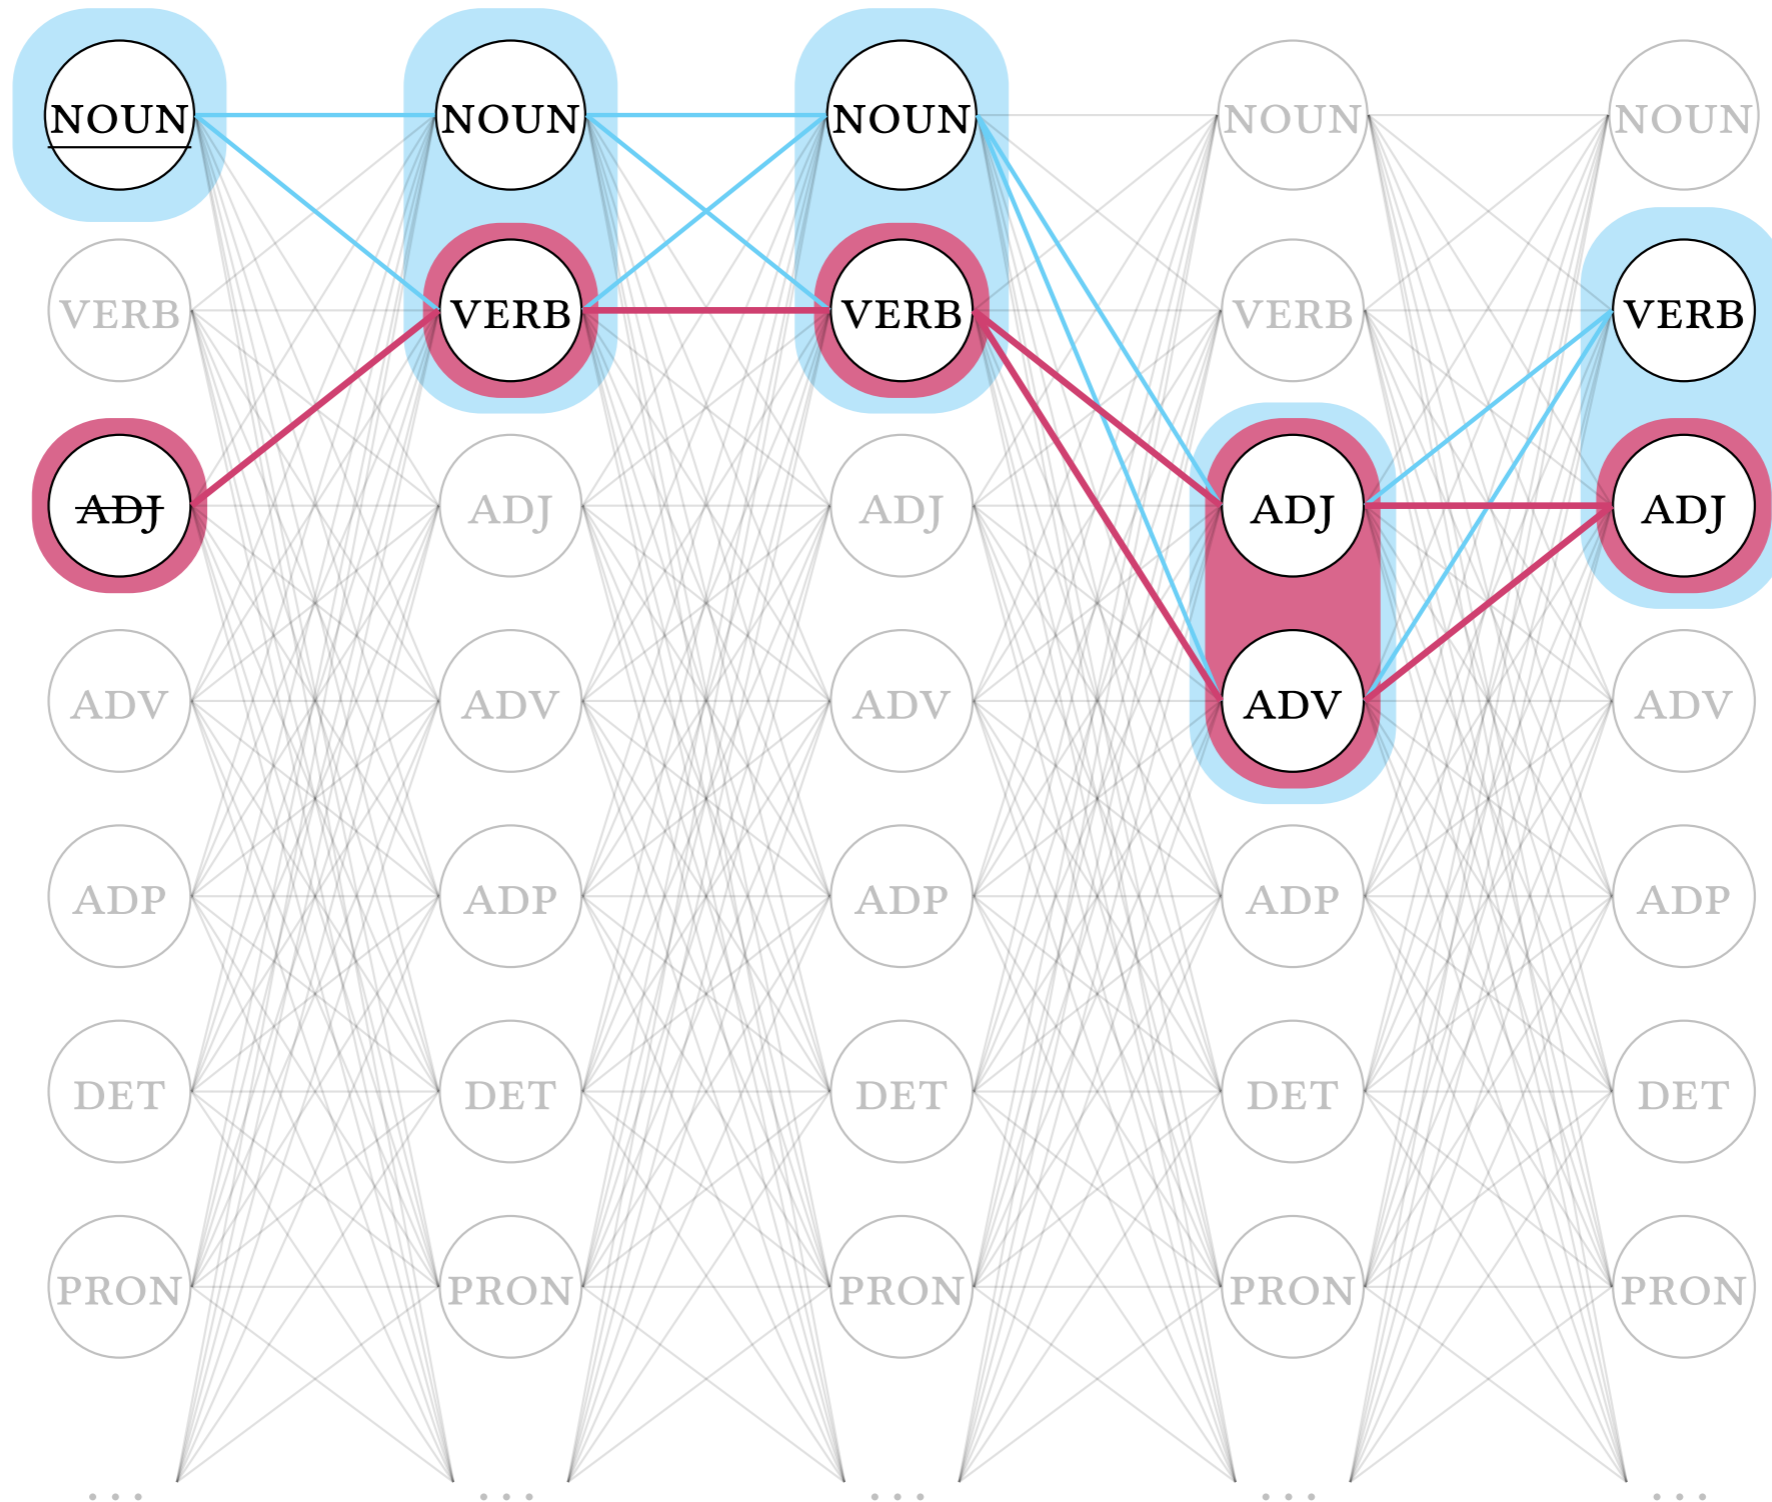 NOUN NOUN NOUN NOUN NOUN
VERB VERB VERB VERB VERB
ADJ ADJ ADJ ADJ ADJ
ADV ADV ADV ADV ADV
ADP ADP ADP ADP ADP
DET DET DET DET DET
PRON PRON PRON PRON PRON
... ... ... ... ...